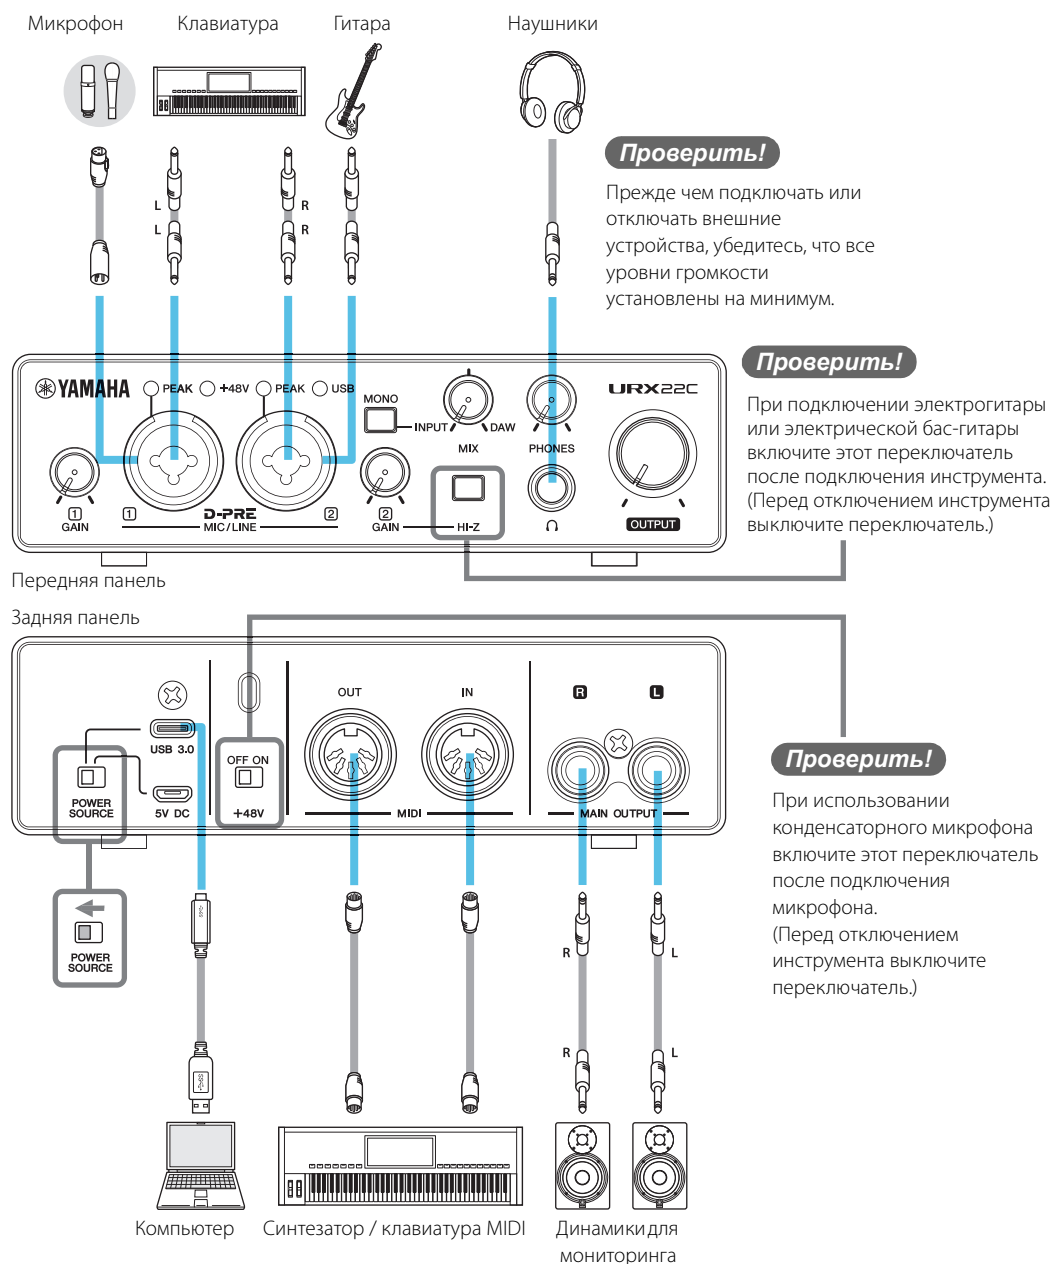 Микрофон
Клавиатура
Гитара
Наушники
Проверить!
Прежде чем подключать или
отключать внешние
устройства, убедитесь, что все
уровни громкости
установлены на минимум.
L
L
R
R
YAMAHA
PEAK
+48V
PEAK
USB
MONO
INPUT
DAW
MIX
PHONES
URX22C
1
GAIN
1
D-PRE
MIC/LINE
2
2
GAIN
HI-Z
OUTPUT
Проверить!
При подключении электрогитары
или электрической бас-гитары
включите этот переключатель
после подключения инструмента.
(Перед отключением инструмента
выключите переключатель.)
Передняя панель
Задняя панель
USB 3.0
POWER
SOURCE
5V DC
OFF ON
+48V
OUT
IN
MIDI
R
L
MAIN OUTPUT
POWER
SOURCE
Проверить!
При использовании
конденсаторного микрофона
включите этот переключатель
после подключения
микрофона.
(Перед отключением
инструмента выключите
переключатель.)
R
L
R
L
Компьютер
Синтезатор / клавиатура MIDI
Динамики для
мониторинга